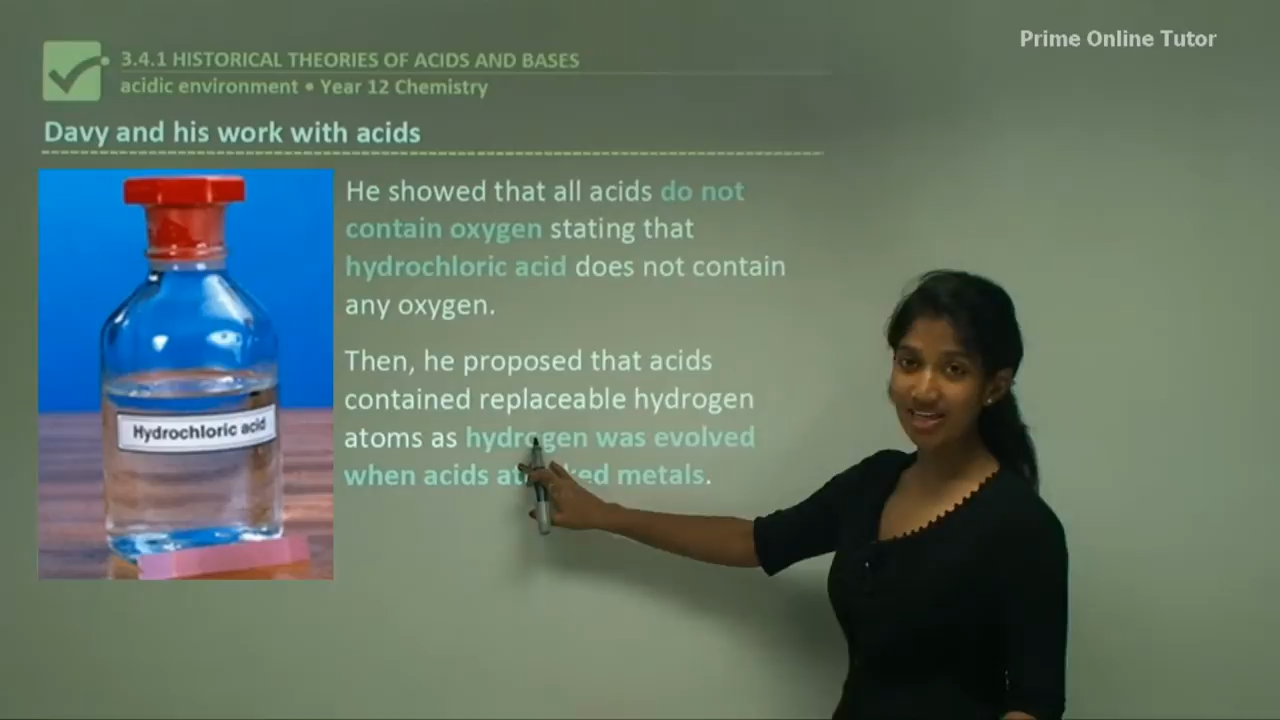 Prime Online Tutor
3.4.1 HISTORICAL THEORIES OF ACIDS AND BASES
acidic environment • Year 12 Chemistry
Davy and his work with acids
He showed that all acids do not
contain oxygen stating that
hydrochloric acid does not contain
any oxygen.
Then, he proposed that acids
contained replaceable hydrogen
atoms as hydrogen was evolved
when acids attacked metals.
Hydrochloric acid